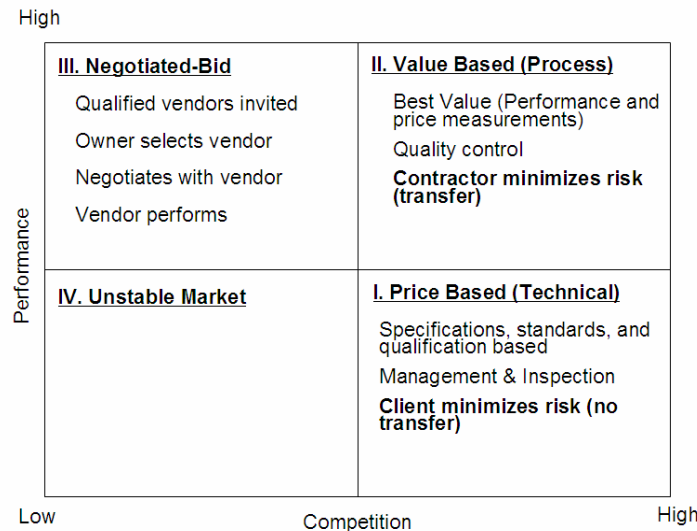 High
III. Negotiated-Bid
Qualified vendors invited
Owner selects vendor
Negotiates with vendor
Vendor performs
II. Value Based (Process)
Best Value (Performance and
price measurements)
Quality control
Contractor minimizes risk
(transfer)
Performance
IV. Unstable Market
I. Price Based (Technical)
Specifications, standards, and
qualification based
Management & Inspection
Client minimizes risk (no
transfer)
Low
Competition
High